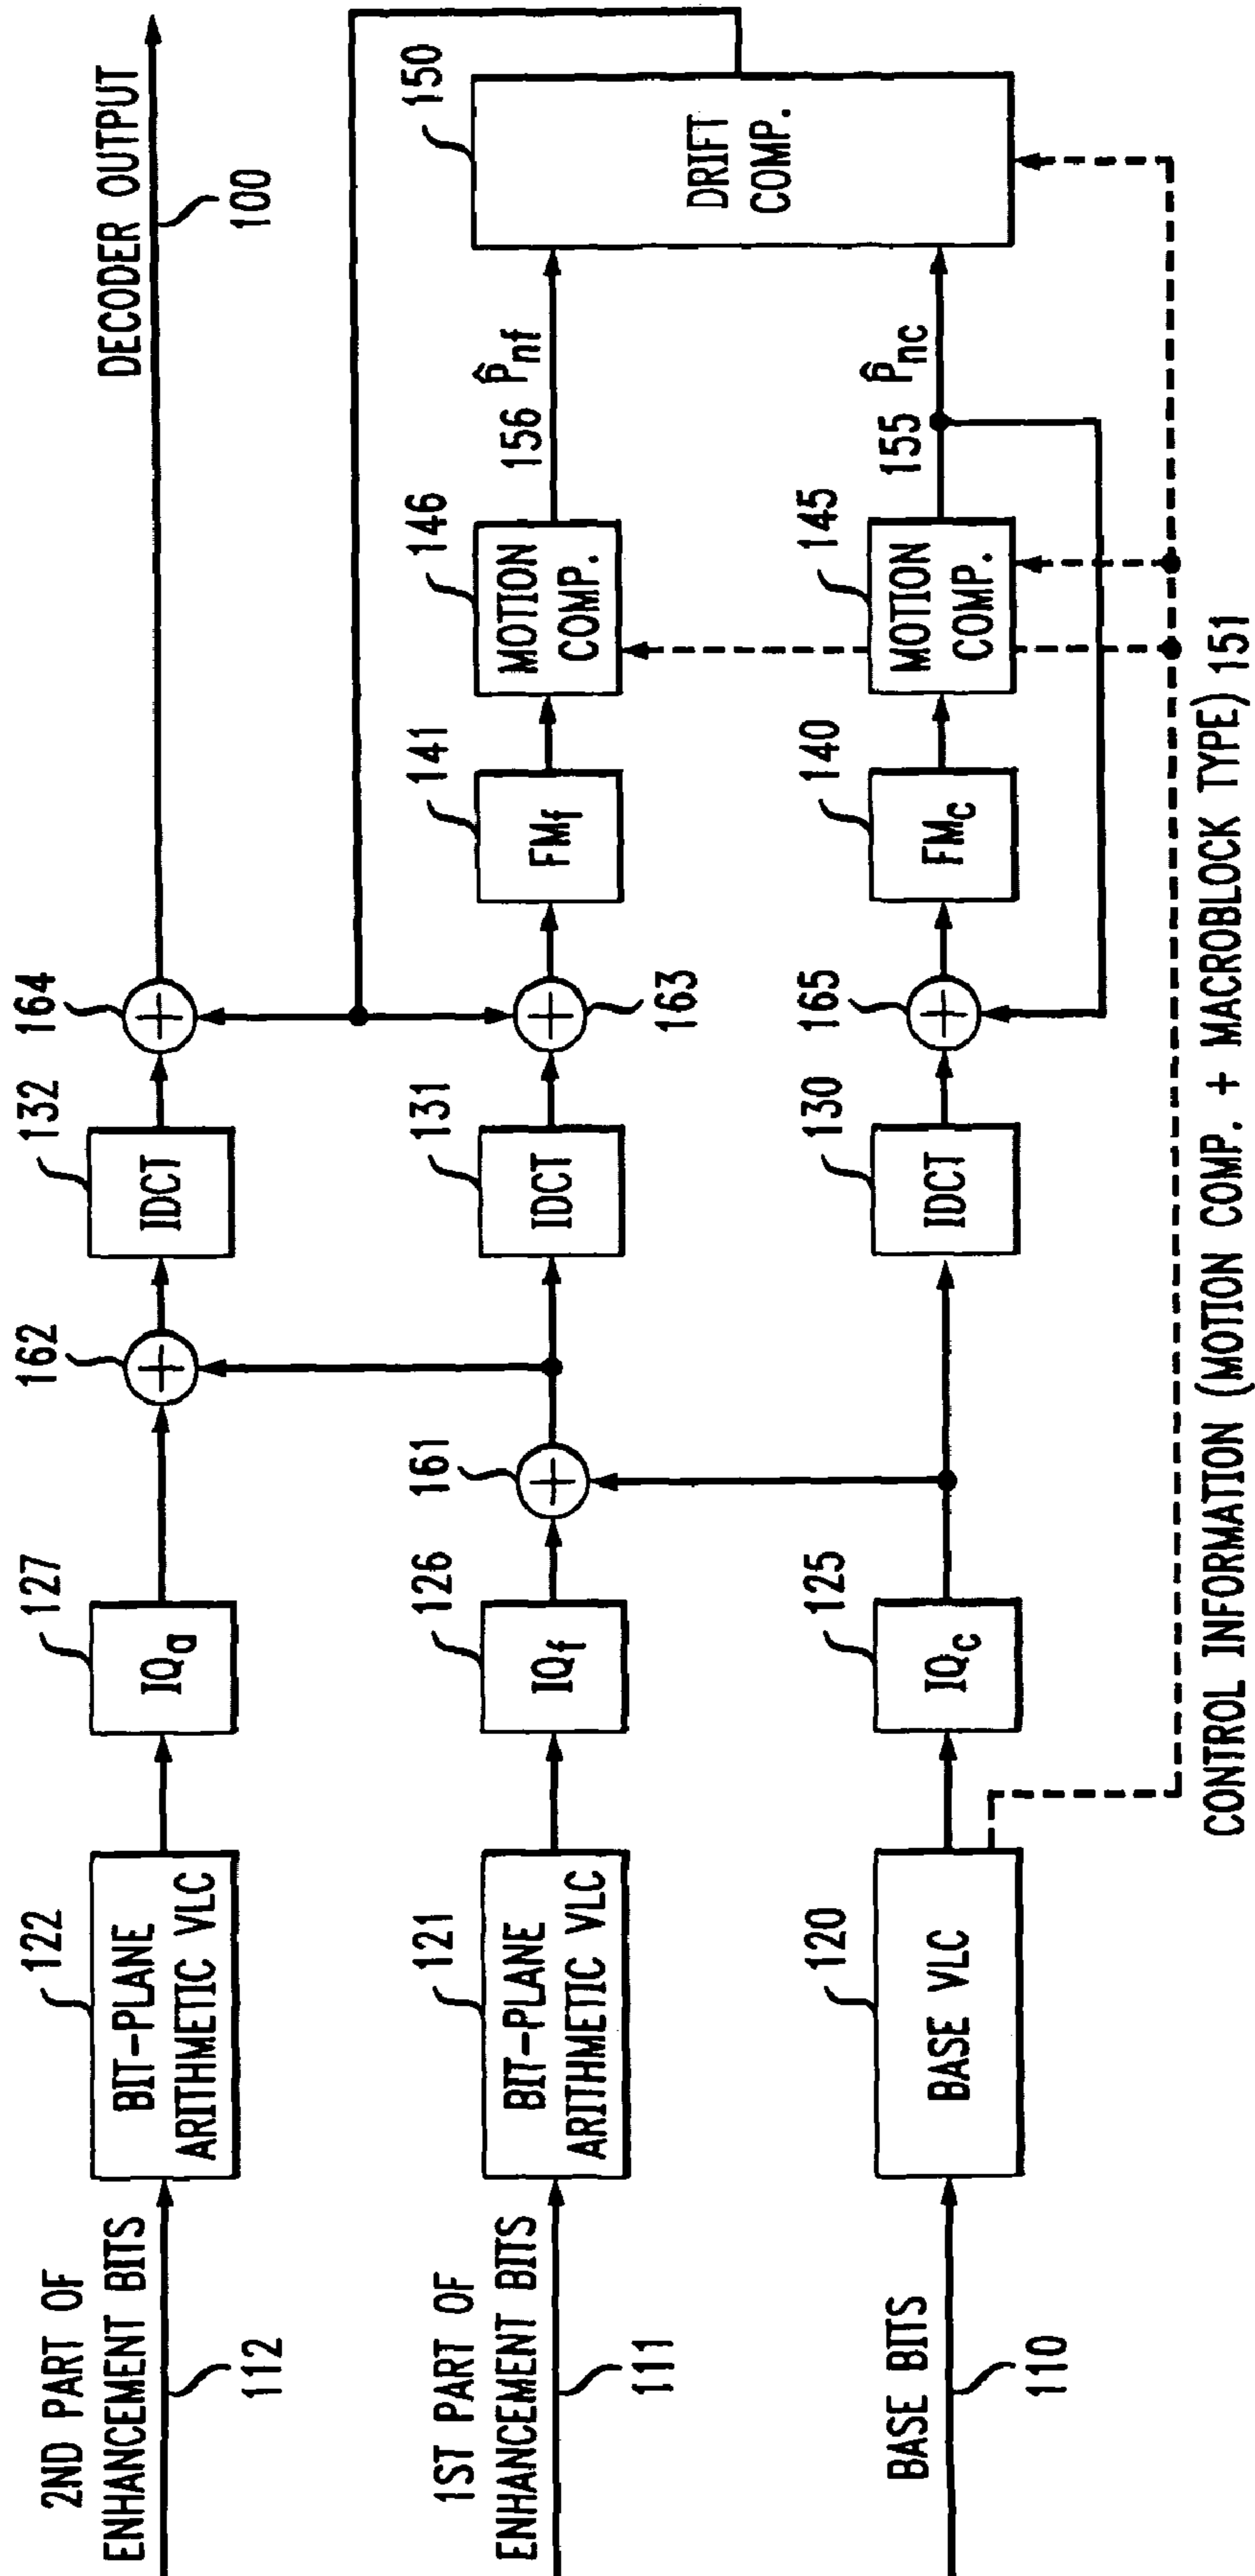 2ND PART OF
ENHANCEMENT BITS
112
BIT-PLANE
ARITHMETIC VLC
122
IQa
127
162
IDCT
132
164
DECODER OUTPUT
100
1ST PART OF
ENHANCEMENT BITS
111
BIT-PLANE
ARITHMETIC VLC
121
IQf
126
161
IDCT
131
163
FMf
141
MOTION
COMP.
146
156 P̂nf
DRIFT
COMP.
150
BASE BITS
110
BASE VLC
120
IQc
125
IDCT
130
165
FMc
140
MOTION
COMP.
145
155 P̂nc
CONTROL INFORMATION (MOTION COMP. + MACROBLOCK TYPE) 151